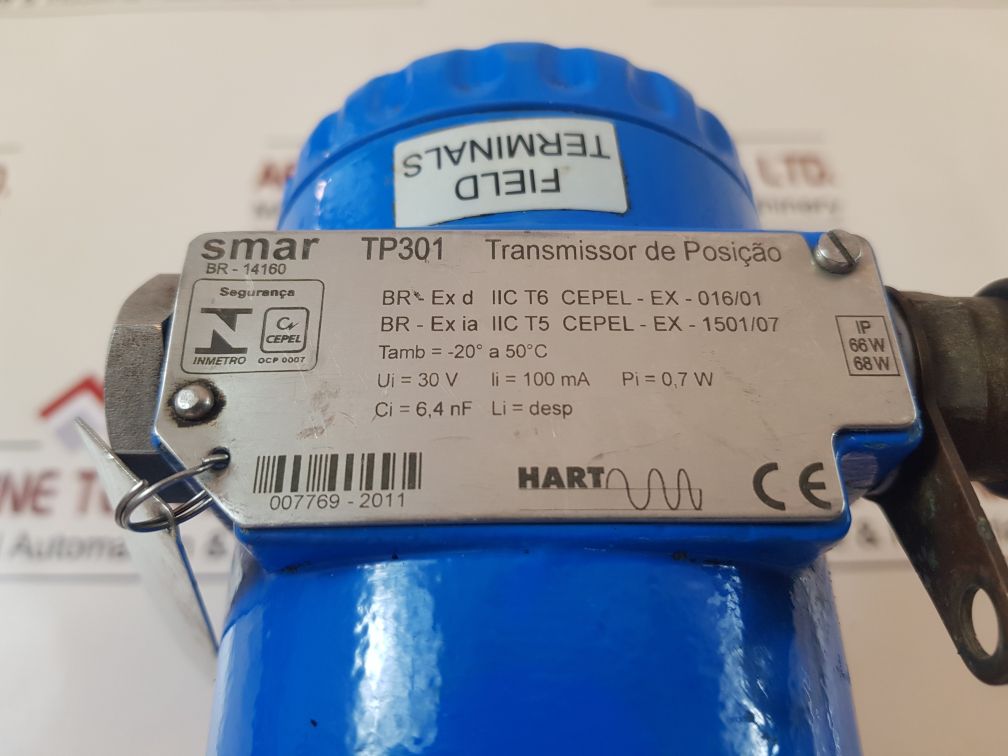 FIELD
TERMINALS
smar TP301 Transmissor de Posição
BR - 14160
Segurança
INMETRO
CEPEL
OCP 0007
BR - Ex d IIC T6 CEPEL - EX - 016/01
BR - Ex ia IIC T5 CEPEL - EX - 1501/07
Tamb = -20° a 50°C
Ui = 30 V Ii = 100 mA Pi = 0,7 W
Ci = 6,4 nF Li = desp
IP
66W
68W
007769 - 2011
HART
CE
LTD.